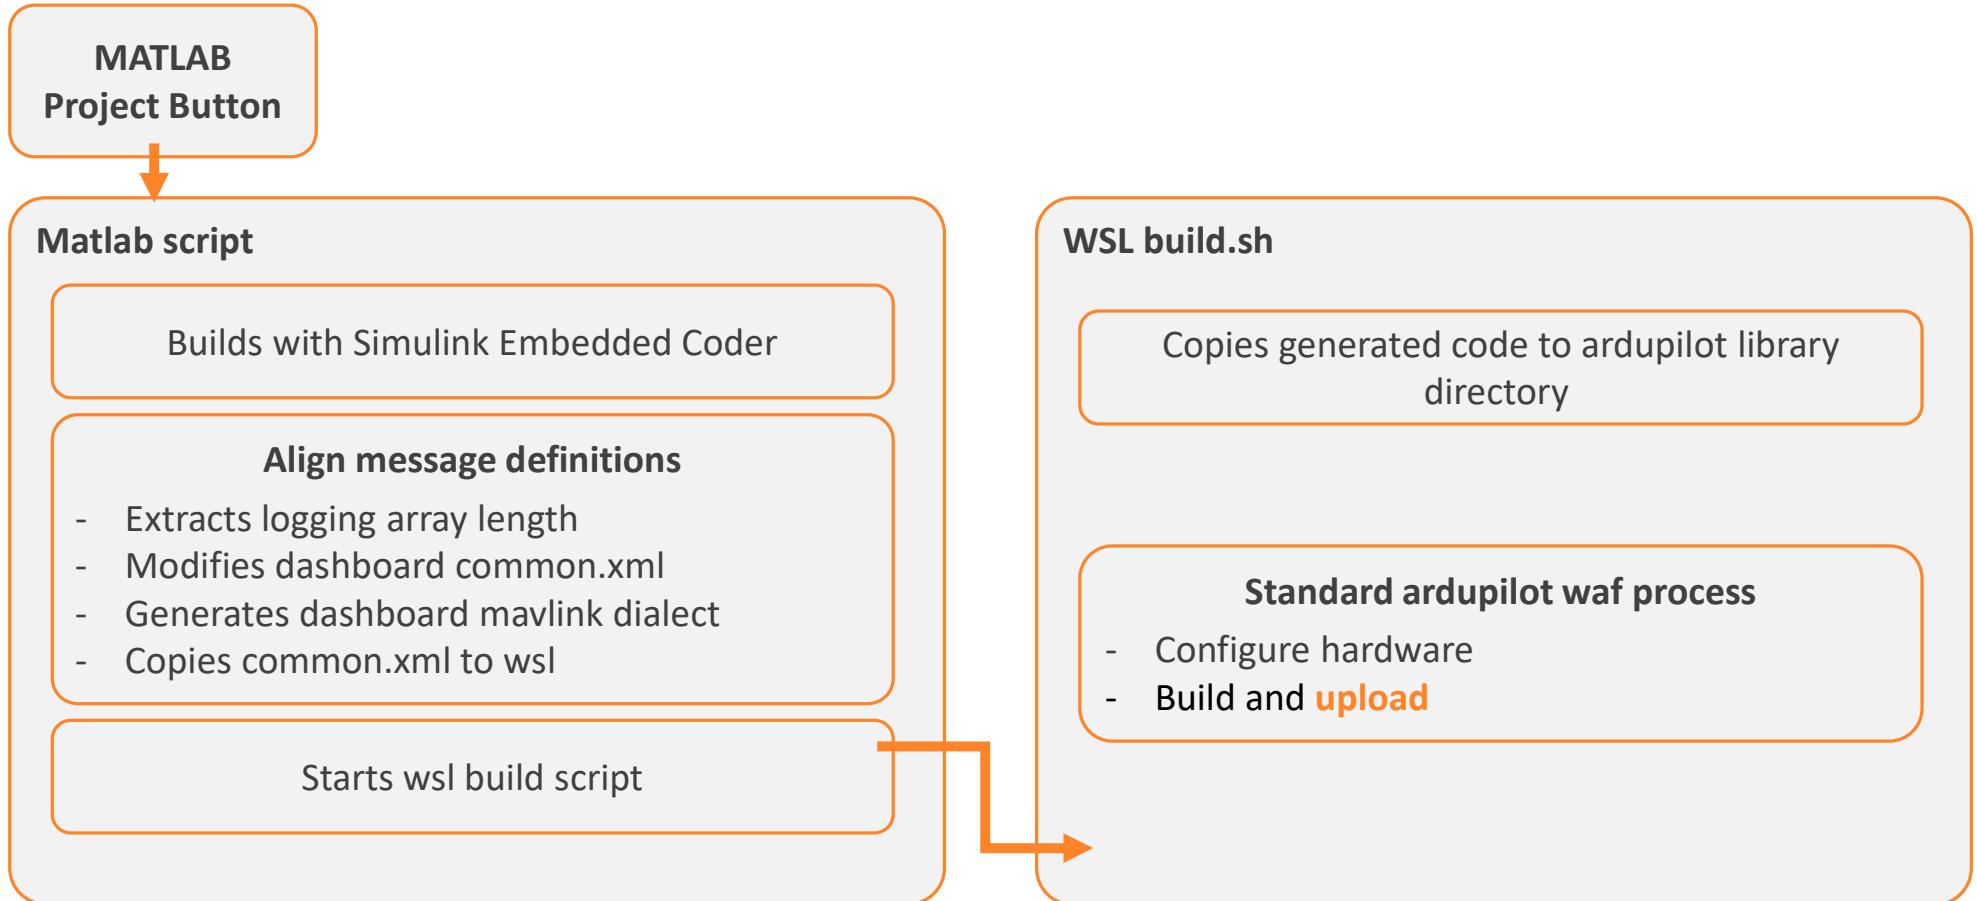 MATLAB
Project Button
Matlab script
Builds with Simulink Embedded Coder
Align message definitions
- Extracts logging array length
- Modifies dashboard common.xml
- Generates dashboard mavlink dialect
- Copies common.xml to wsl
Starts wsl build script
WSL build.sh
Copies generated code to ardupilot library
directory
Standard ardupilot waf process
- Configure hardware
- Build and upload